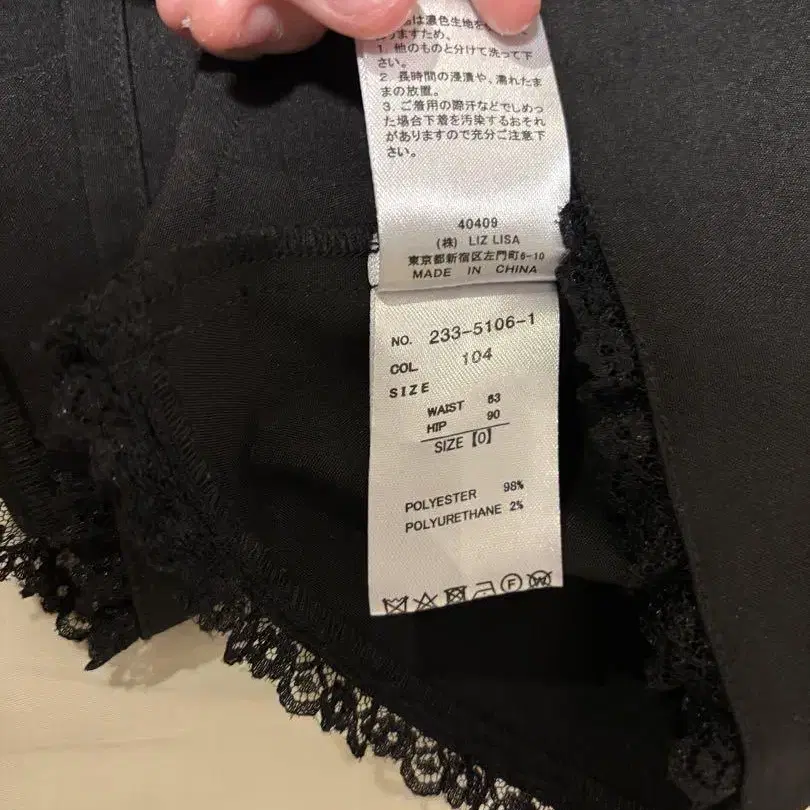 は濃色生地を
ますため、
1. 他のものと分けて洗って下
さい。
2. 長時間の浸漬や、濡れたま
まの放置。
3. ご着用の際汗などでしめっ
た場合下着を汚染するおそれ
がありますので充分ご注意下
さい。
40409
(株) LIZ LISA
東京都新宿区左門町6-10
MADE IN CHINA
NO. 233-5106-1
COL. 104
SIZE
WAIST 63
HIP 90
SIZE【0】
POLYESTER 98%
POLYURETHANE 2%